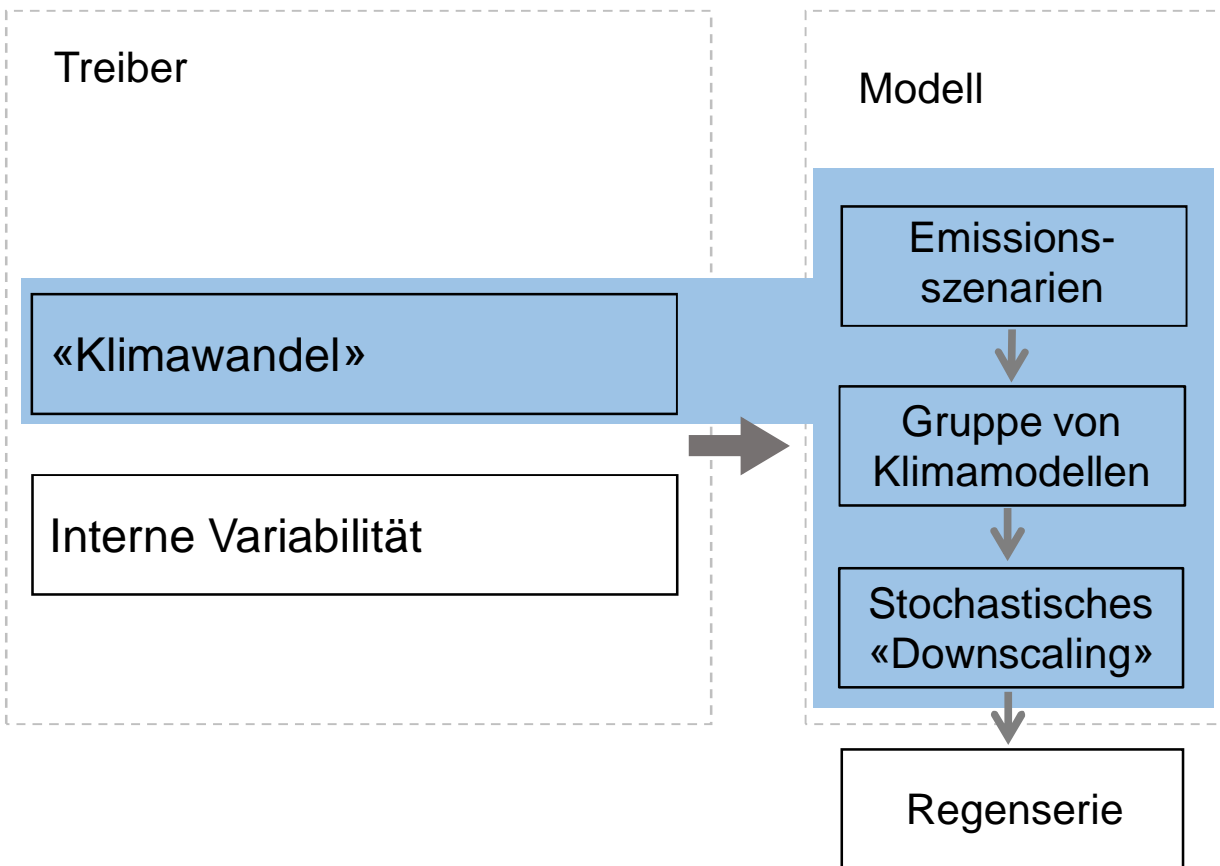 Treiber
«Klimawandel»
Interne Variabilität
Modell
Emissions-
szenarien
Gruppe von
Klimamodellen
Stochastisches
«Downscaling»
Regenserie